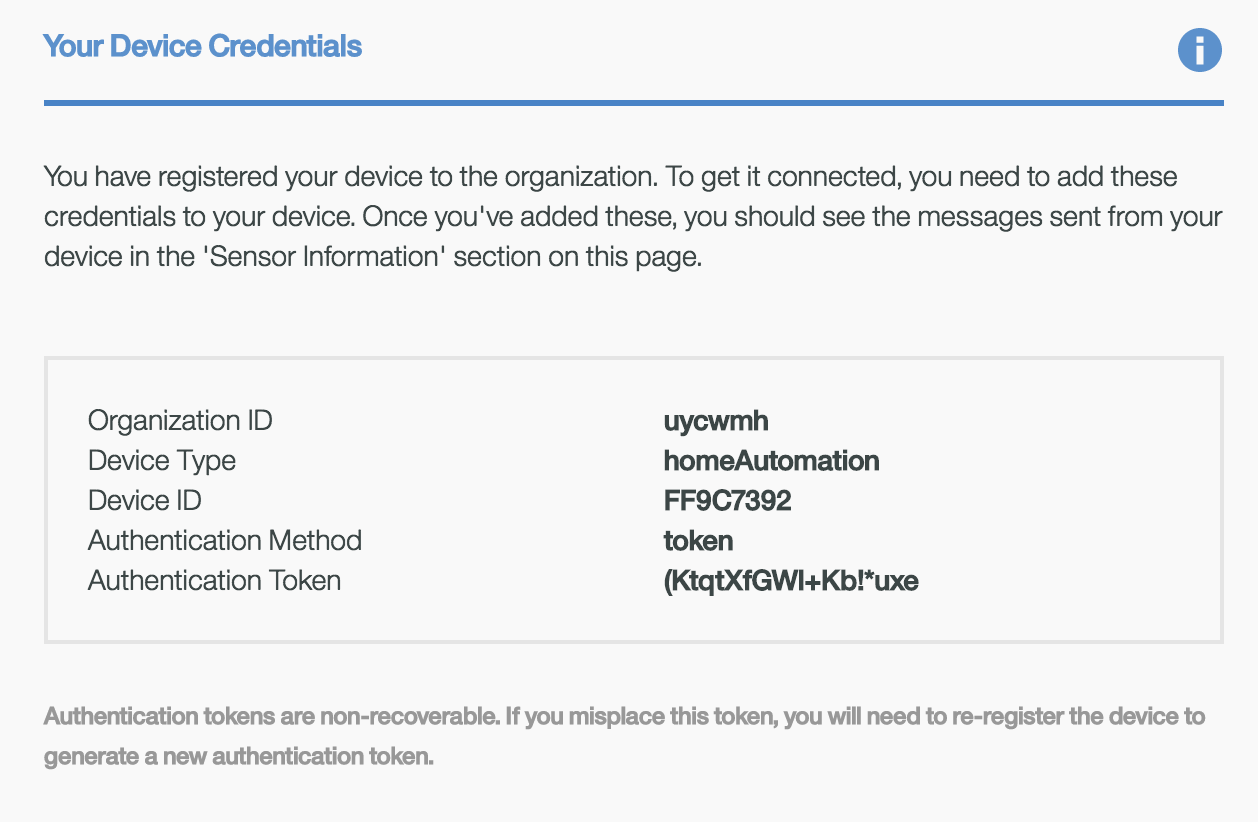 Your Device Credentials
You have registered your device to the organization. To get it connected, you need to add these
credentials to your device. Once you've added these, you should see the messages sent from your
device in the 'Sensor Information' section on this page.
Organization ID uycwmh
Device Type homeAutomation
Device ID FF9C7392
Authentication Method token
Authentication Token (KtqtXfGWI+Kb!*uxe
Authentication tokens are non-recoverable. If you misplace this token, you will need to re-register the device to
generate a new authentication token.